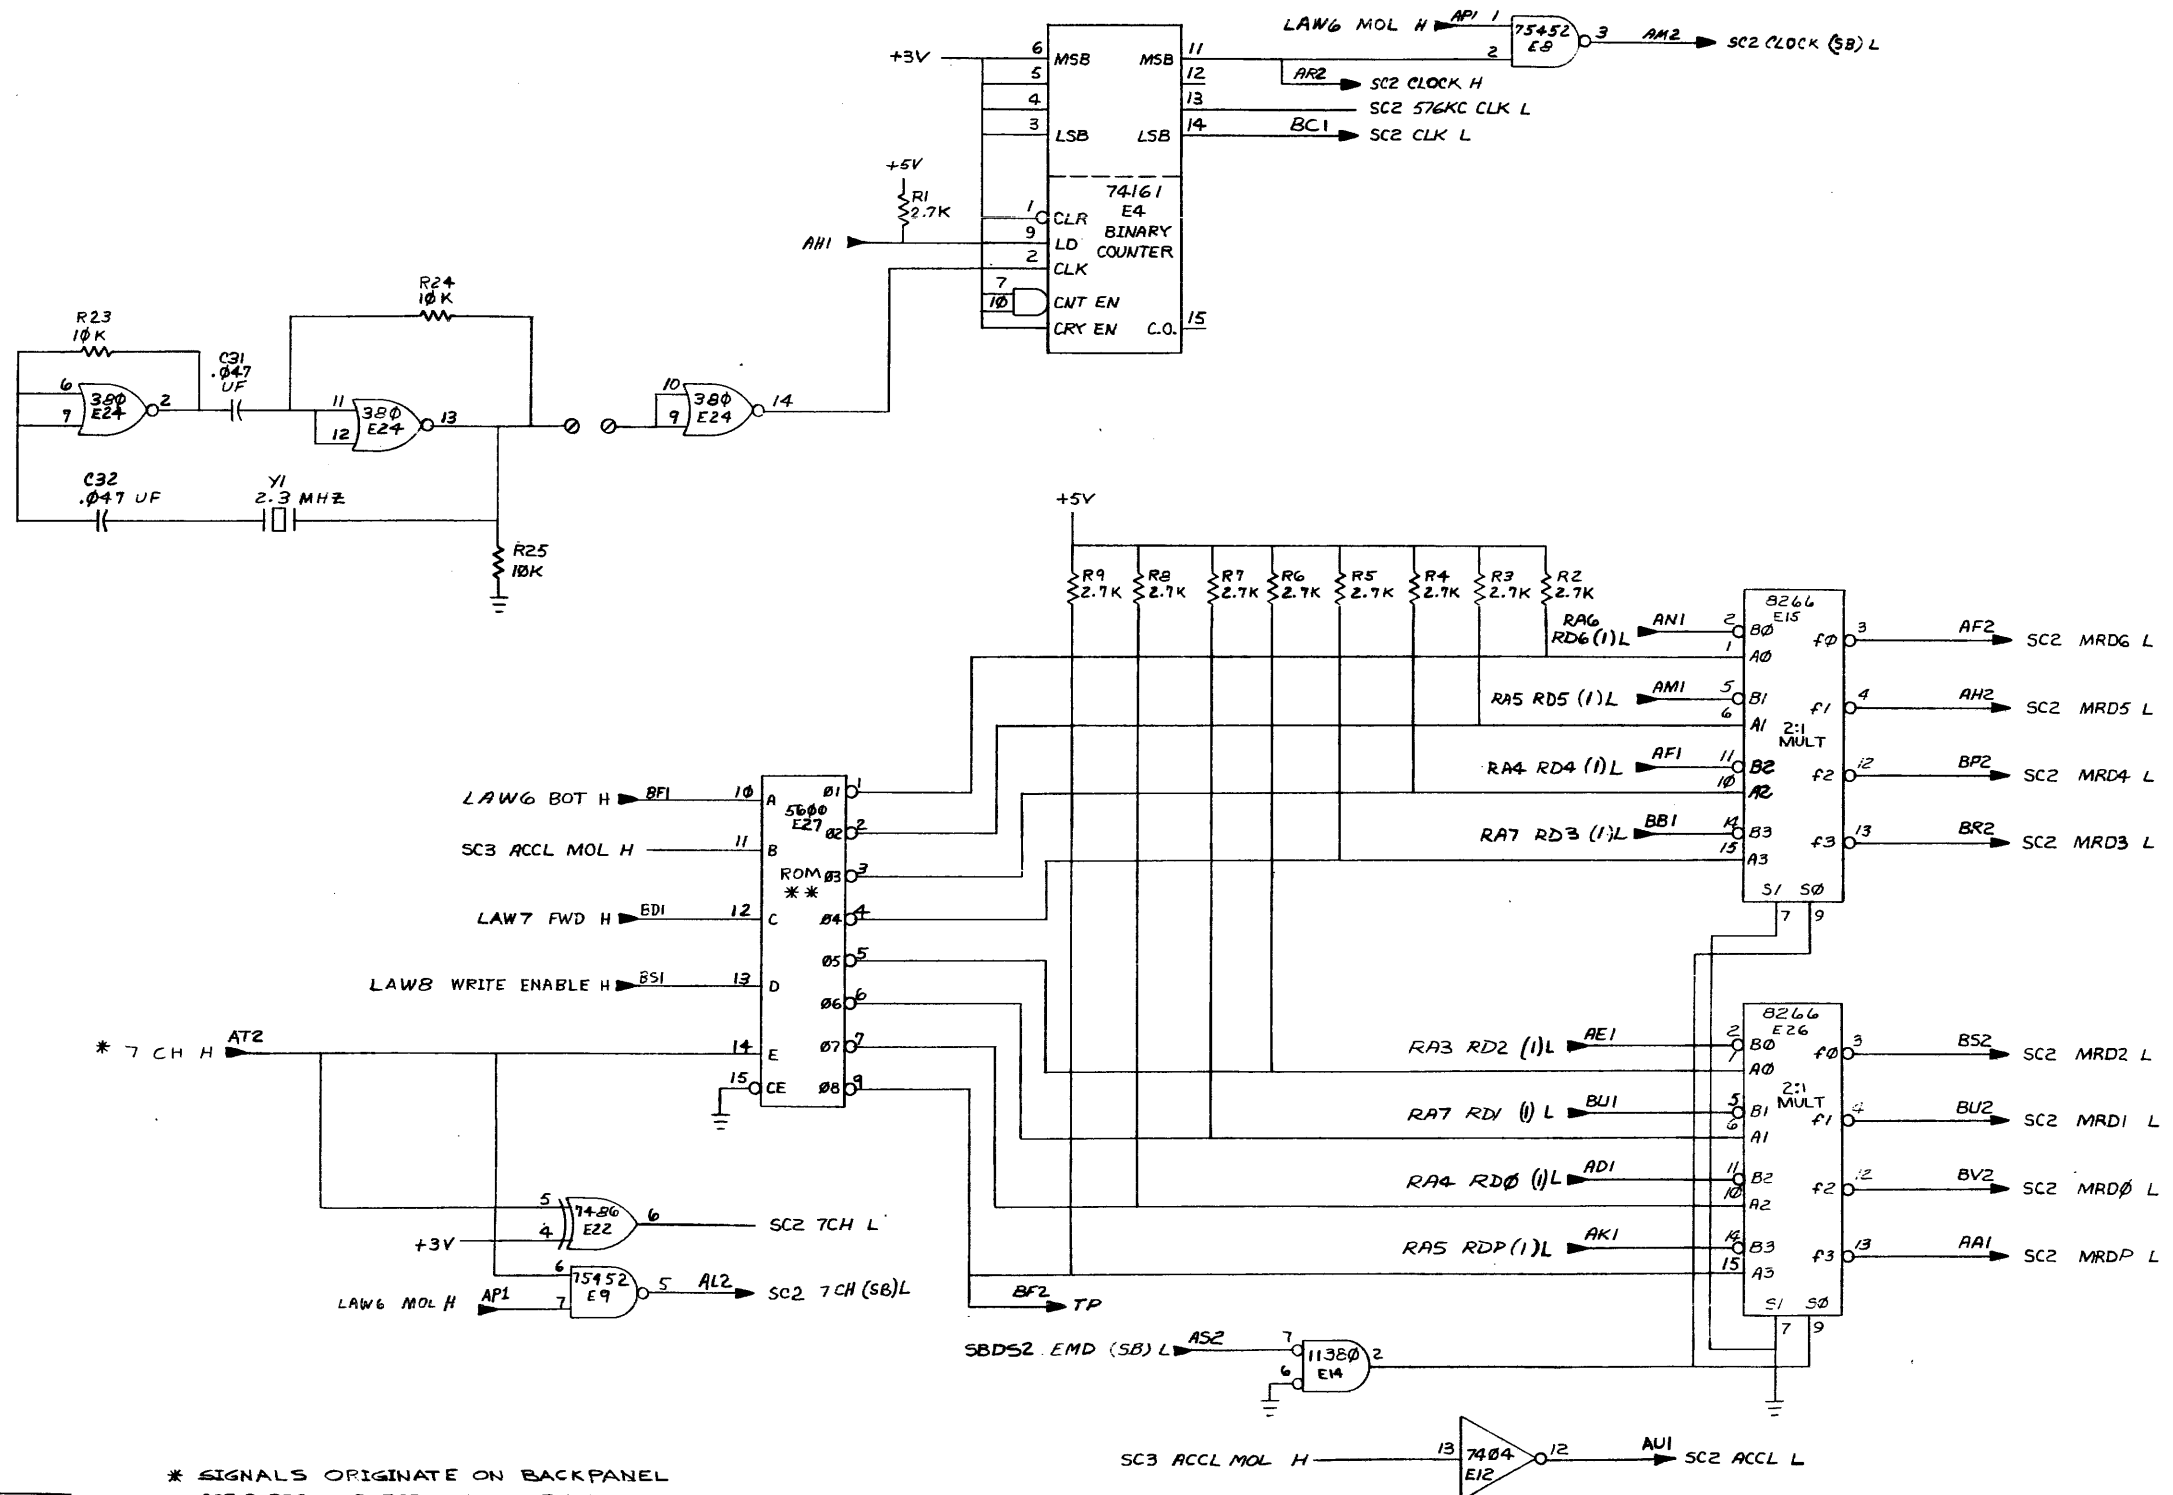 LAW6 MOL H AP1 1
75452
E8
2
3 AM2 SC2 CLOCK (SB) L
+3V
6 MSB MSB 11
5 12
4 13
3 LSB LSB 14
AR2 SC2 CLOCK H
SC2 576KC CLK L
BC1 SC2 CLK L
+5V
R1
2.7K
74161
E4
BINARY
COUNTER
1 CLR
AH1
9 LD
2 CLK
7
1Ø CNT EN
CRY EN C.O. 15
R23
1ØK
R24
1ØK
C31
.Ø47
UF
6
7
38Ø
E24
2
11
12
38Ø
E24
13
10
9
38Ø
E24
14
C32
.Ø47 UF
Y1
2.3 MHZ
R25
1ØK
+5V
R9
2.7K
R8
2.7K
R7
2.7K
R6
2.7K
R5
2.7K
R4
2.7K
R3
2.7K
R2
2.7K
8266
E15
2:1
MULT
RA6
RD6(1)L AN1 2 BØ
1 AØ
fØ 3 AF2 SC2 MRD6 L
RA5 RD5 (1)L AM1 5 B1
6 A1
f1 4 AH2 SC2 MRD5 L
RA4 RD4 (1)L AF1 11 B2
1Ø A2
f2 12 BP2 SC2 MRD4 L
RA7 RD3 (1)L BB1 14 B3
15 A3
f3 13 BR2 SC2 MRD3 L
S1 SØ
7 9
LAW6 BOT H BF1 1Ø A
SC3 ACCL MOL H 11 B
LAW7 FWD H BD1 12 C
LAW8 WRITE ENABLE H BS1 13 D
* 7 CH H AT2 14 E
15 CE
56ØØ
E27
ROM
* *
Ø1 1
Ø2 2
Ø3 3
Ø4 4
Ø5 5
Ø6 6
Ø7 7
Ø8 9
8266
E26
2:1
MULT
RA3 RD2 (1)L AE1 2 BØ
1 AØ
fØ 3 BS2 SC2 MRD2 L
RA7 RD1 (1) L BU1 5 B1
6 A1
f1 4 BU2 SC2 MRD1 L
RA4 RDØ (1)L AD1 11 B2
1Ø A2
f2 12 BV2 SC2 MRDØ L
RA5 RDP(1)L AK1 14 B3
15 A3
f3 13 AA1 SC2 MRDP L
S1 SØ
7 9
5
4
+3V
7486
E22
6 SC2 7CH L
6
LAW6 MOL H AP1 7
75452
E9
5 AL2 SC2 7CH (SB)L
BF2 TP
SBDS2 EMD (SB) L AS2 7
6
1138Ø
E14
2
SC3 ACCL MOL H 13
74Ø4
E12
12 AU1 SC2 ACCL L
* SIGNALS ORIGINATE ON BACKPANEL